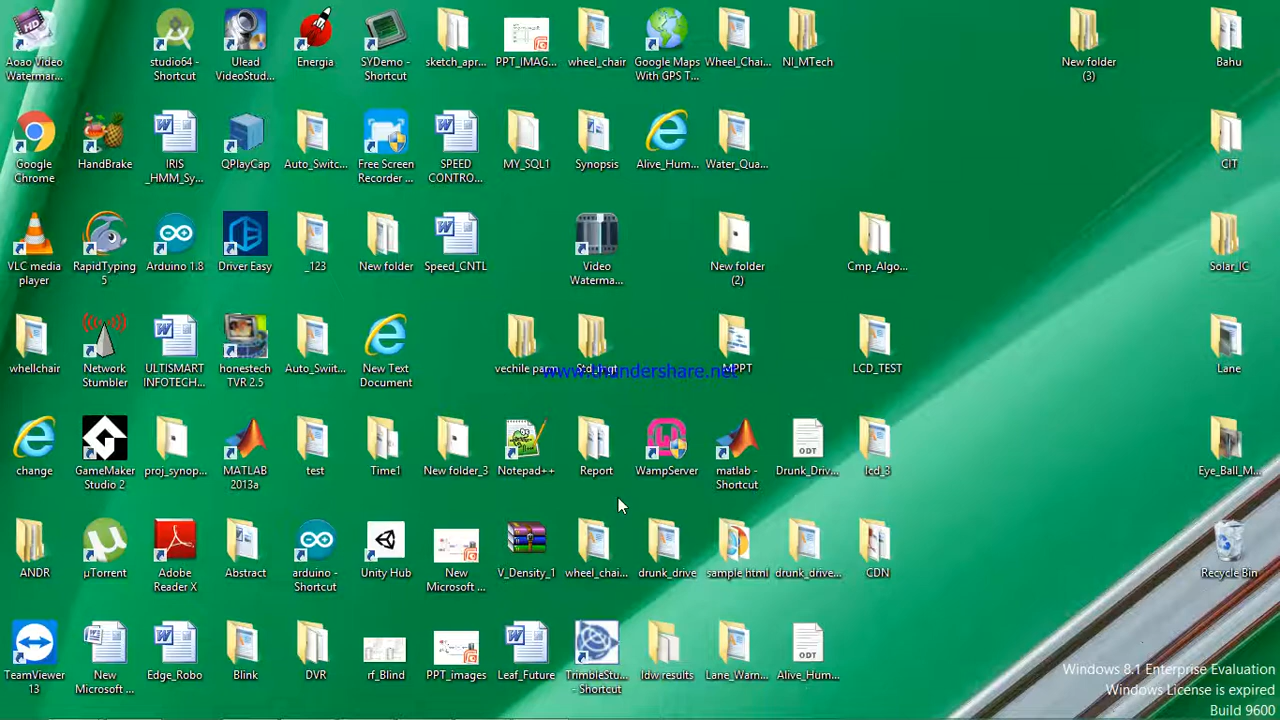 Aoao Video
Watermar...
studio64 -
Shortcut
Ulead
VideoStud...
Energia
SYDemo -
Shortcut
sketch_apr...
PPT_IMAG...
wheel_chair
Google Maps
With GPS T...
Wheel_Chai...
NI_MTech
New folder
(3)
Bahu
Google
Chrome
HandBrake
IRIS
_HMM_Sy...
QPlayCap
Auto_Switc...
Free Screen
Recorder ...
SPEED
CONTRO...
MY_SQL1
Synopsis
Alive_Hum...
Water_Qua...
CIT
VLC media
player
RapidTyping
5
Arduino 1.8
Driver Easy
_123
New folder
Speed_CNTL
Video
Waterma...
New folder
(2)
Cmp_Algo...
Solar_IC
whellchair
Network
Stumbler
ULTISMART
INFOTECH...
honestech
TVR 2.5
Auto_Swit...
New Text
Document
vechile
www.thundershare.net
MPPT
LCD_TEST
Lane
change
GameMaker
Studio 2
proj_synop...
MATLAB
2013a
test
Time1
New folder_3
Notepad++
Report
WampServer
matlab -
Shortcut
ODT
Drunk_Driv...
lcd_3
Eye_Ball_M...
ANDR
µTorrent
Adobe
Reader X
Abstract
arduino -
Shortcut
Unity Hub
New
Microsoft ...
V_Density_1
wheel_chai...
drunk_drive
sample html
drunk_drive...
CDN
Recycle Bin
TeamViewer
13
New
Microsoft ...
Edge_Robo
Blink
DVR
rf_Blind
PPT_images
Leaf_Future
TrimbleStu...
- Shortcut
ldw results
Lane_Warn...
ODT
Alive_Hum...
Windows 8.1 Enterprise Evaluation
Windows License is expired
Build 9600